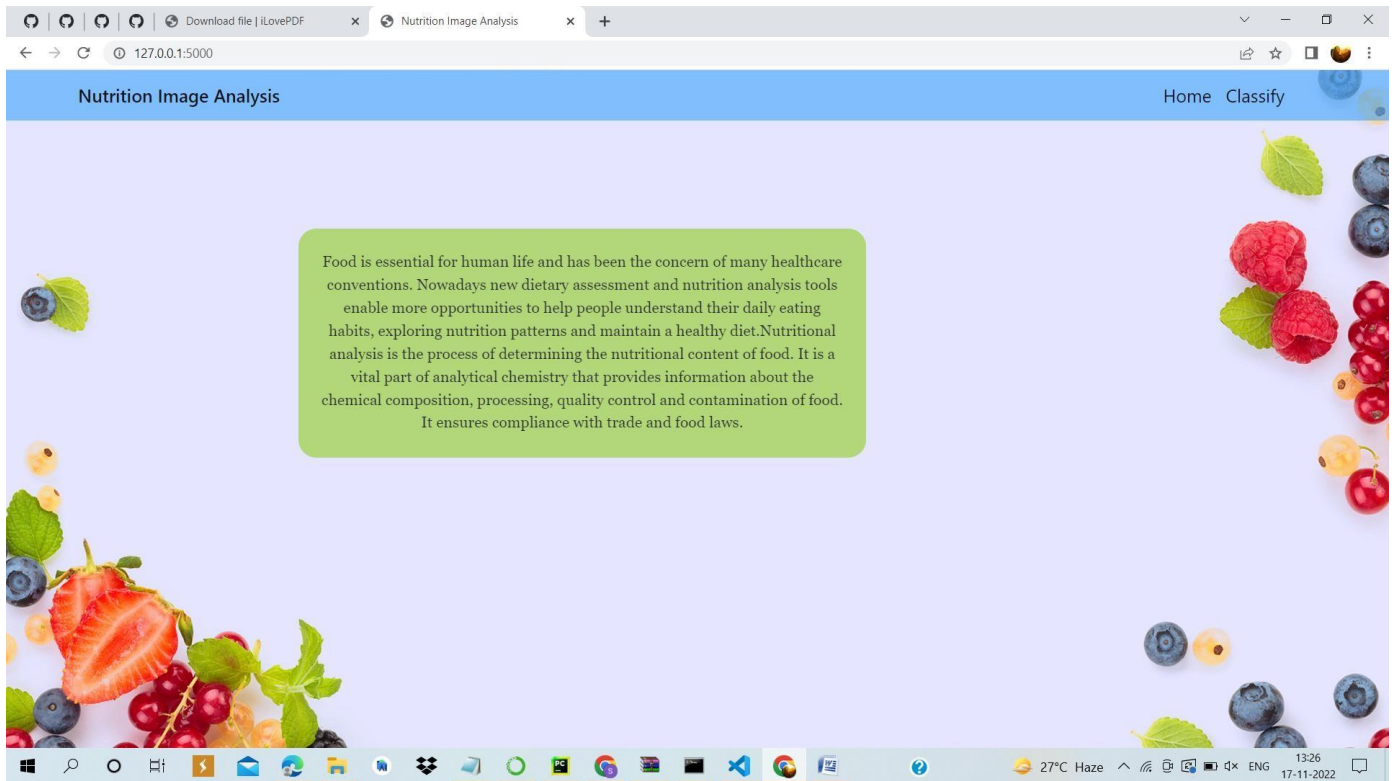 Download file | iLovePDF
Nutrition Image Analysis
127.0.0.1:5000
Nutrition Image Analysis
Home Classify
Food is essential for human life and has been the concern of many healthcare
conventions. Nowadays new dietary assessment and nutrition analysis tools
enable more opportunities to help people understand their daily eating
habits, exploring nutrition patterns and maintain a healthy diet.Nutritional
analysis is the process of determining the nutritional content of food. It is a
vital part of analytical chemistry that provides information about the
chemical composition, processing, quality control and contamination of food.
It ensures compliance with trade and food laws.
27°C Haze
ENG
13:26
17-11-2022